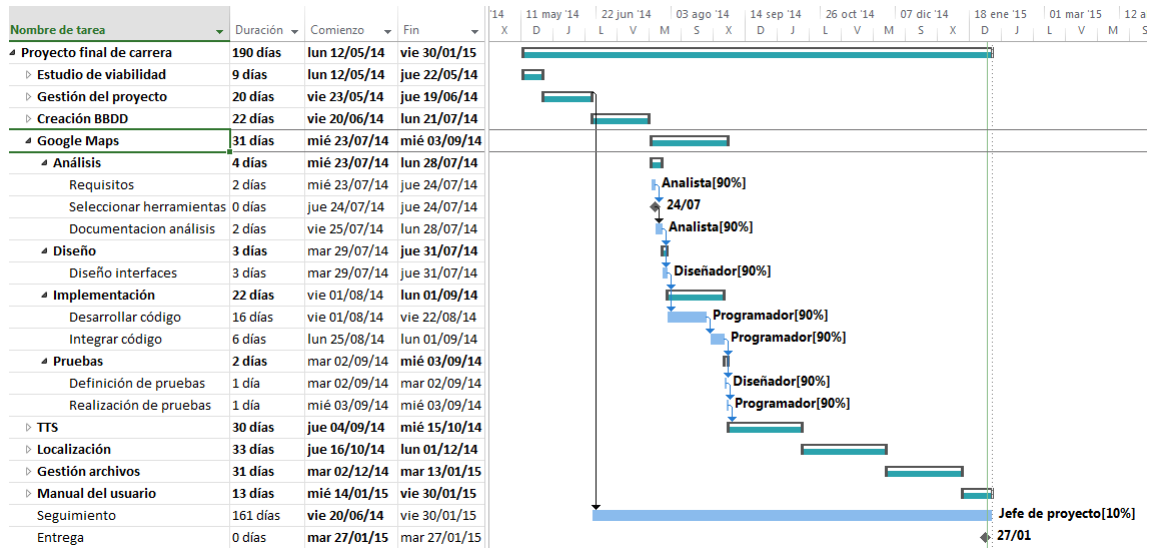 '14 11 may '14 22 jun '14 03 ago '14 14 sep '14 26 oct '14 07 dic '14 18 ene '15 01 mar '15 12 a
Nombre de tarea Duración Comienzo Fin X D J L V M X D J L V M X D J L V M S
Proyecto final de carrera 190 días lun 12/05/14 vie 30/01/15
Estudio de viabilidad 9 días lun 12/05/14 jue 22/05/14
Gestión del proyecto 20 días vie 23/05/14 jue 19/06/14
Creación BBDD 22 días vie 20/06/14 lun 21/07/14
Google Maps 31 días mié 23/07/14 mié 03/09/14
Análisis 4 días mié 23/07/14 lun 28/07/14
Requisitos 2 días mié 23/07/14 jue 24/07/14 Analista[90%]
Seleccionar herramientas 0 días jue 24/07/14 jue 24/07/14 24/07
Documentacion análisis 2 días vie 25/07/14 lun 28/07/14 Analista[90%]
Diseño 3 días mar 29/07/14 jue 31/07/14
Diseño interfaces 3 días mar 29/07/14 jue 31/07/14 Diseñador[90%]
Implementación 22 días vie 01/08/14 lun 01/09/14
Desarrollar código 16 días vie 01/08/14 vie 22/08/14 Programador[90%]
Integrar código 6 días lun 25/08/14 lun 01/09/14 Programador[90%]
Pruebas 2 días mar 02/09/14 mié 03/09/14
Definición de pruebas 1 día mar 02/09/14 mar 02/09/14 Diseñador[90%]
Realización de pruebas 1 día mié 03/09/14 mié 03/09/14 Programador[90%]
TTS 30 días jue 04/09/14 mié 15/10/14
Localización 33 días jue 16/10/14 lun 01/12/14
Gestión archivos 31 días mar 02/12/14 mar 13/01/15
Manual del usuario 13 días mié 14/01/15 vie 30/01/15
Seguimiento 161 días vie 20/06/14 vie 30/01/15 Jefe de proyecto[10%]
Entrega 0 días mar 27/01/15 mar 27/01/15 27/01